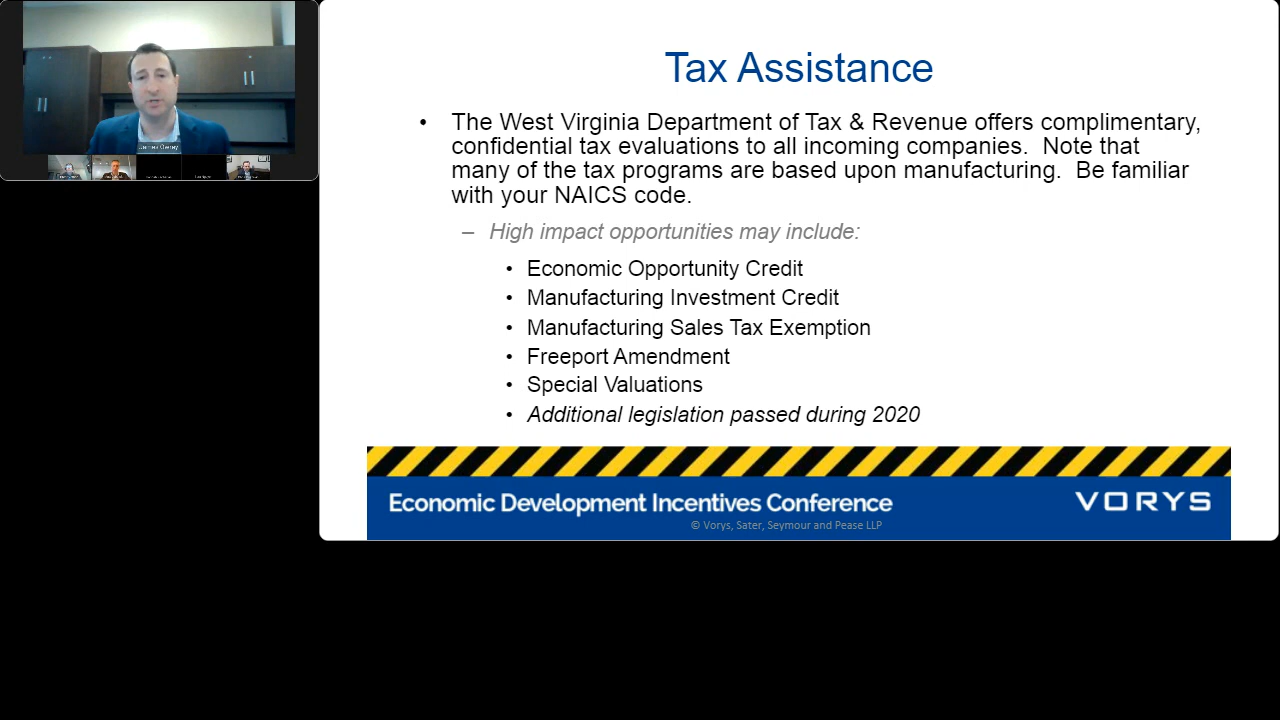 Tax Assistance
• The West Virginia Department of Tax & Revenue offers complimentary,
confidential tax evaluations to all incoming companies.  Note that
many of the tax programs are based upon manufacturing.  Be familiar
with your NAICS code.
– High impact opportunities may include:
• Economic Opportunity Credit
• Manufacturing Investment Credit
• Manufacturing Sales Tax Exemption
• Freeport Amendment
• Special Valuations
• Additional legislation passed during 2020
Economic Development Incentives Conference
VORYS
© Vorys, Sater, Seymour and Pease LLP